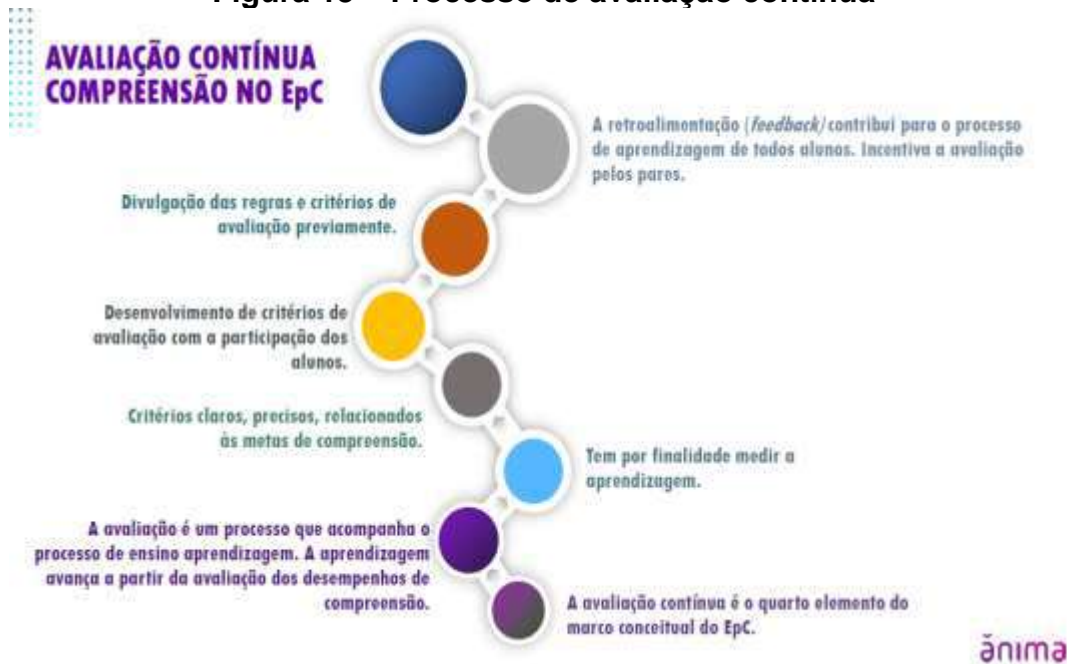 Figura 15 – Processo de avaliação contínua
AVALIAÇÃO CONTÍNUA
COMPREENSÃO NO EpC
A retroalimentação (feedback) contribui para o processo
de aprendizagem de todos alunos. Incentiva a avaliação
pelos pares.
Divulgação das regras e critérios de
avaliação previamente.
Desenvolvimento de critérios de
avaliação com a participação dos
alunos.
Critérios claros, precisos, relacionados
às metas de compreensão.
Tem por finalidade medir a
aprendizagem.
A avaliação é um processo que acompanha o
processo de ensino aprendizagem. A aprendizagem
avança a partir da avaliação dos desempenhos de
compreensão.
A avaliação contínua é o quarto elemento do
marco conceitual do EpC.
ănima